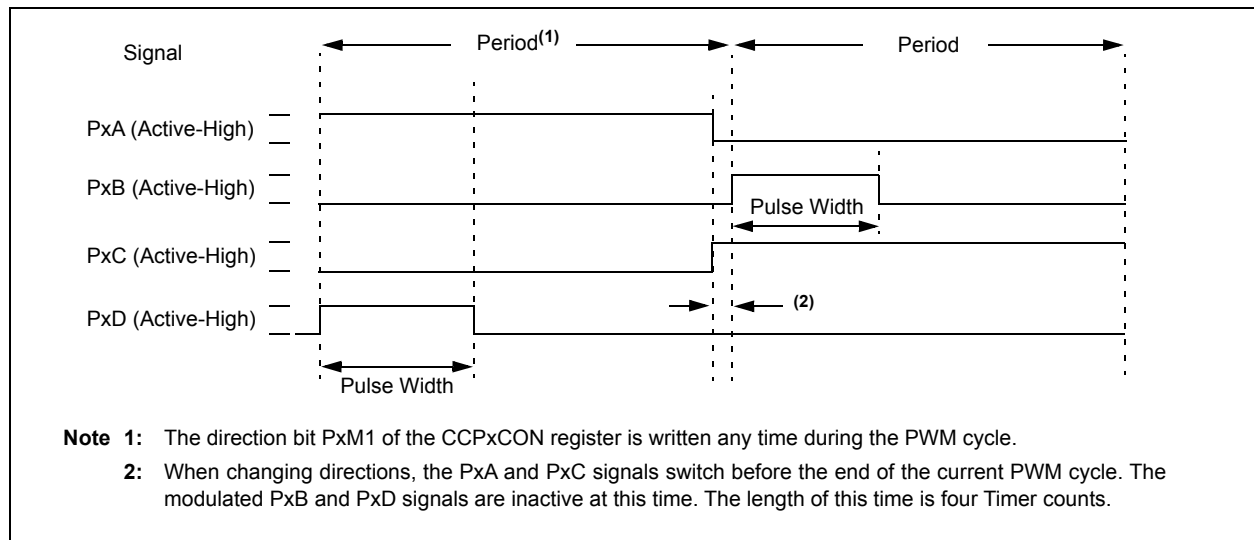 Signal
Period(1)
Period
PxA (Active-High)
PxB (Active-High)
Pulse Width
PxC (Active-High)
(2)
PxD (Active-High)
Pulse Width
Note 1: The direction bit PxM1 of the CCPxCON register is written any time during the PWM cycle.
2: When changing directions, the PxA and PxC signals switch before the end of the current PWM cycle. The
modulated PxB and PxD signals are inactive at this time. The length of this time is four Timer counts.